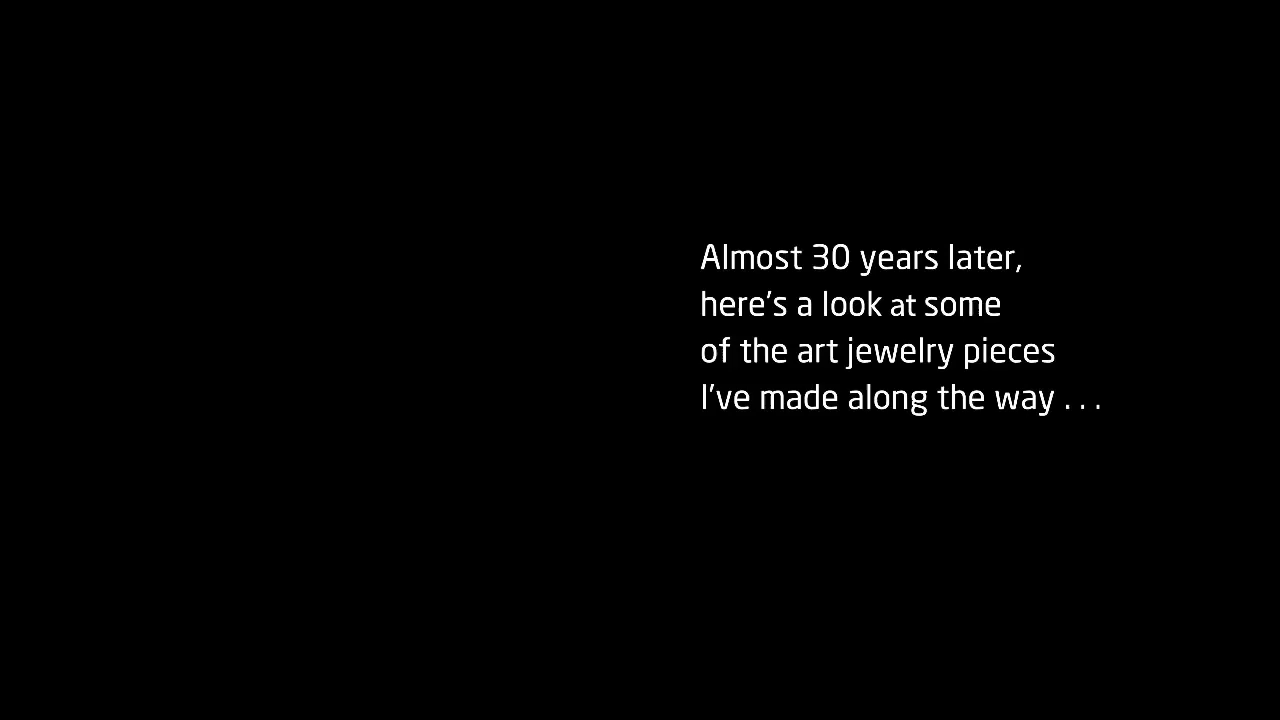 Almost 30 years later,
here’s a look at some
of the art jewelry pieces
I’ve made along the way . . .